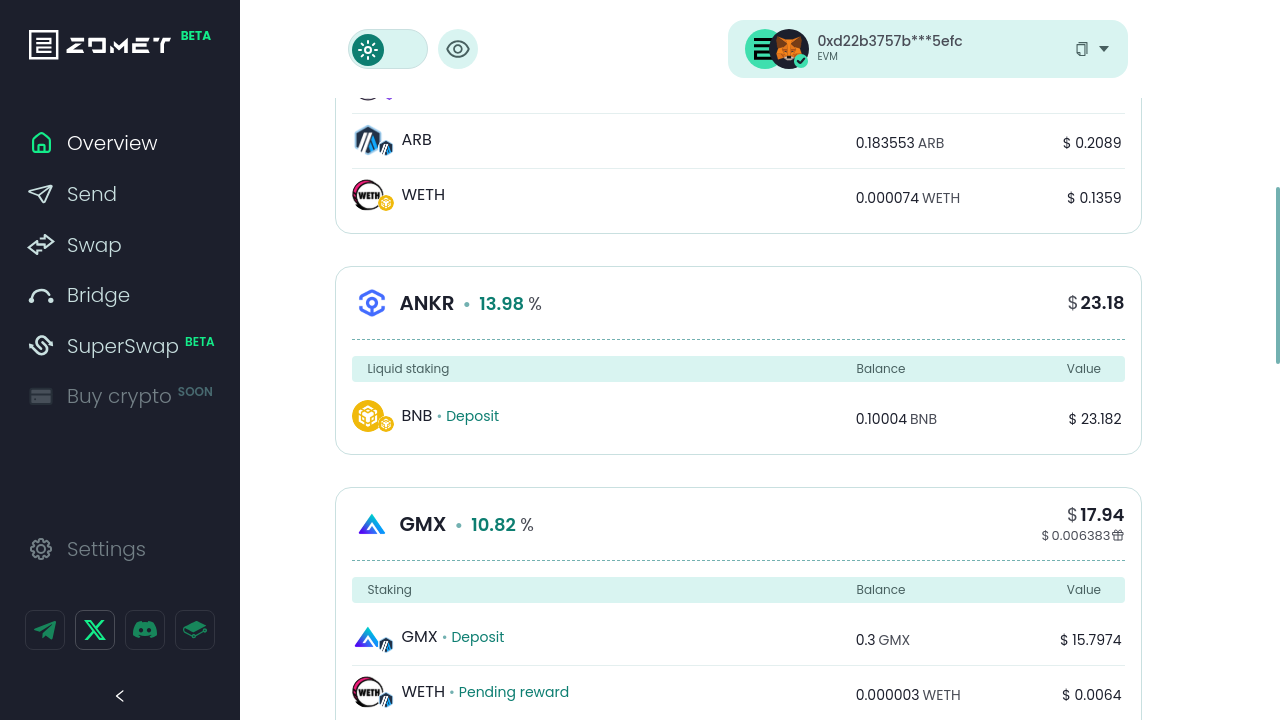 ZOMET BETA
Overview
Send
Swap
Bridge
SuperSwap BETA
Buy crypto SOON
Settings
0xd22b3757b***5efc
EVM
ARB 0.183553 ARB $ 0.2089
WETH WETH 0.000074 WETH $ 0.1359
ANKR • 13.98 % $ 23.18
Liquid staking Balance Value
BNB • Deposit 0.10004 BNB $ 23.182
GMX • 10.82 % $ 17.94
$ 0.006383
Staking Balance Value
GMX • Deposit 0.3 GMX $ 15.7974
WETH WETH • Pending reward 0.000003 WETH $ 0.0064